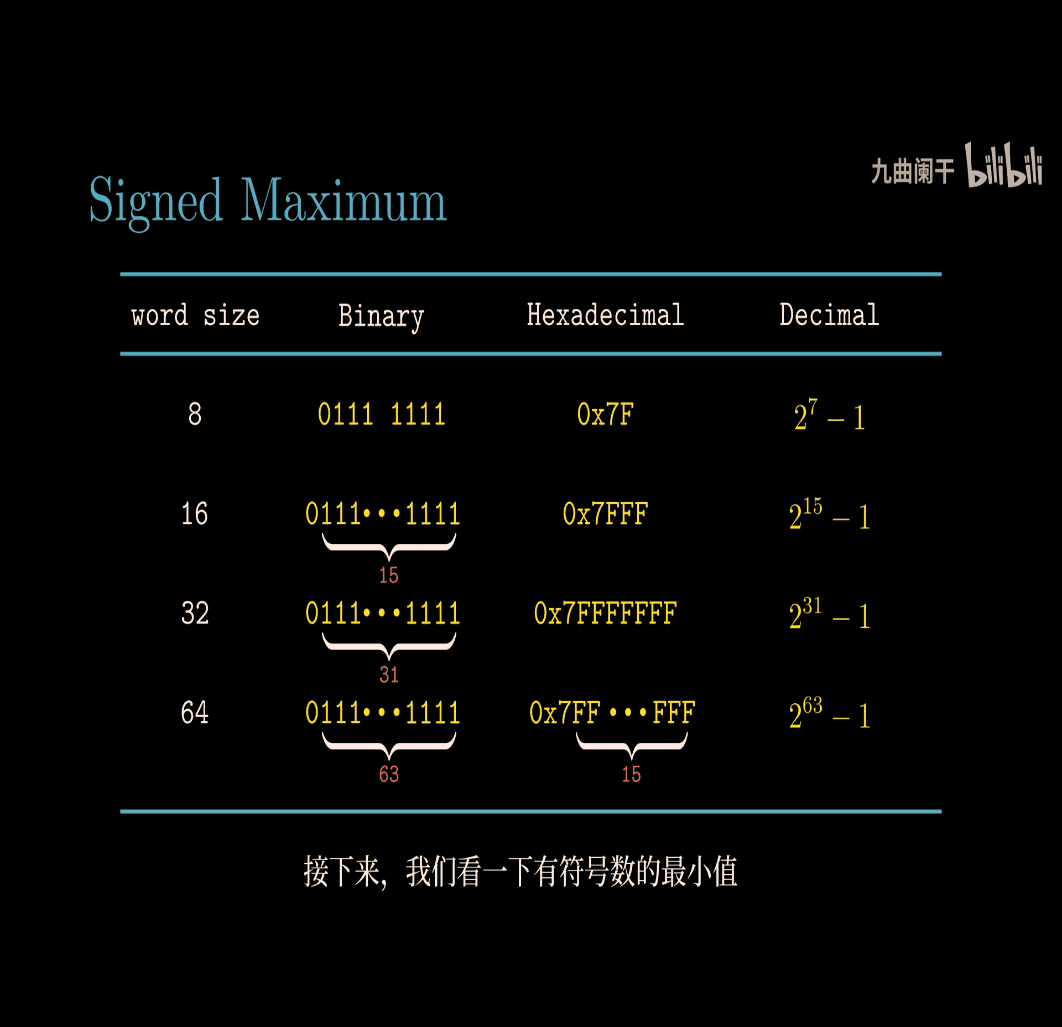 九曲阑干 bilibili
Signed Maximum
word size Binary Hexadecimal Decimal
8 0111 1111 0x7F 2⁷ − 1
16 0111···1111 0x7FFF 2¹⁵ − 1
15
32 0111···1111 0x7FFFFFFF 2³¹ − 1
31
64 0111···1111 0x7FF···FFF 2⁶³ − 1
63 15
接下来，我们看一下有符号数的最小值